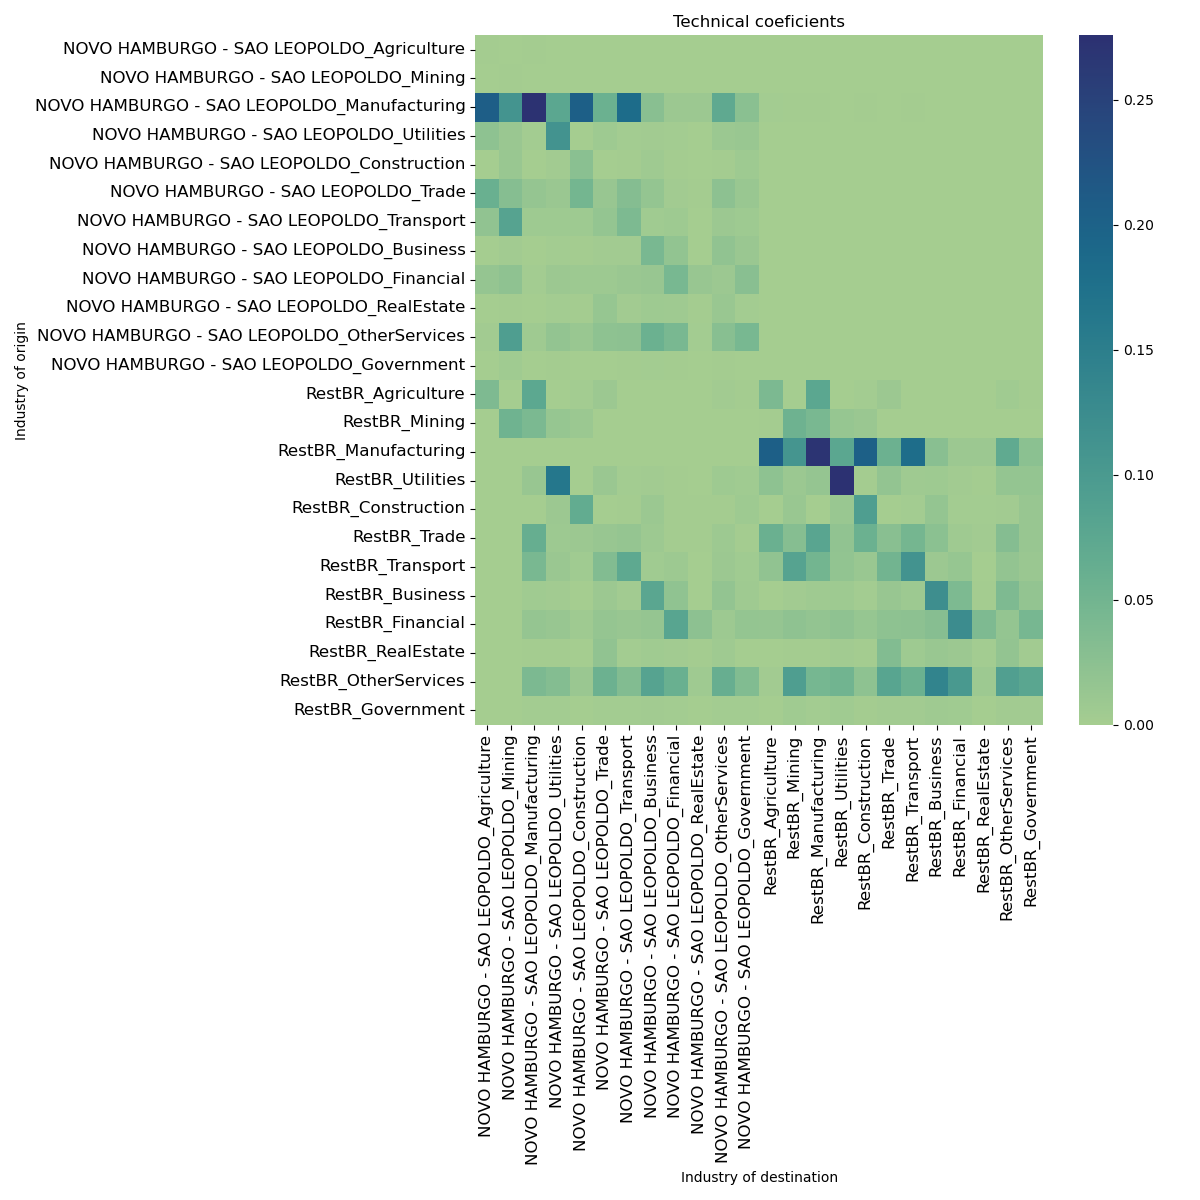 Technical coeficients
NOVO HAMBURGO - SAO LEOPOLDO_Agriculture
NOVO HAMBURGO - SAO LEOPOLDO_Mining
NOVO HAMBURGO - SAO LEOPOLDO_Manufacturing
NOVO HAMBURGO - SAO LEOPOLDO_Utilities
NOVO HAMBURGO - SAO LEOPOLDO_Construction
NOVO HAMBURGO - SAO LEOPOLDO_Trade
NOVO HAMBURGO - SAO LEOPOLDO_Transport
NOVO HAMBURGO - SAO LEOPOLDO_Business
NOVO HAMBURGO - SAO LEOPOLDO_Financial
NOVO HAMBURGO - SAO LEOPOLDO_RealEstate
NOVO HAMBURGO - SAO LEOPOLDO_OtherServices
NOVO HAMBURGO - SAO LEOPOLDO_Government
RestBR_Agriculture
RestBR_Mining
RestBR_Manufacturing
RestBR_Utilities
RestBR_Construction
RestBR_Trade
RestBR_Transport
RestBR_Business
RestBR_Financial
RestBR_RealEstate
RestBR_OtherServices
RestBR_Government
Industry of origin
NOVO HAMBURGO - SAO LEOPOLDO_Agriculture
NOVO HAMBURGO - SAO LEOPOLDO_Mining
NOVO HAMBURGO - SAO LEOPOLDO_Manufacturing
NOVO HAMBURGO - SAO LEOPOLDO_Utilities
NOVO HAMBURGO - SAO LEOPOLDO_Construction
NOVO HAMBURGO - SAO LEOPOLDO_Trade
NOVO HAMBURGO - SAO LEOPOLDO_Transport
NOVO HAMBURGO - SAO LEOPOLDO_Business
NOVO HAMBURGO - SAO LEOPOLDO_Financial
NOVO HAMBURGO - SAO LEOPOLDO_RealEstate
NOVO HAMBURGO - SAO LEOPOLDO_OtherServices
NOVO HAMBURGO - SAO LEOPOLDO_Government
RestBR_Agriculture
RestBR_Mining
RestBR_Manufacturing
RestBR_Utilities
RestBR_Construction
RestBR_Trade
RestBR_Transport
RestBR_Business
RestBR_Financial
RestBR_RealEstate
RestBR_OtherServices
RestBR_Government
Industry of destination
0.25
0.20
0.15
0.10
0.05
0.00